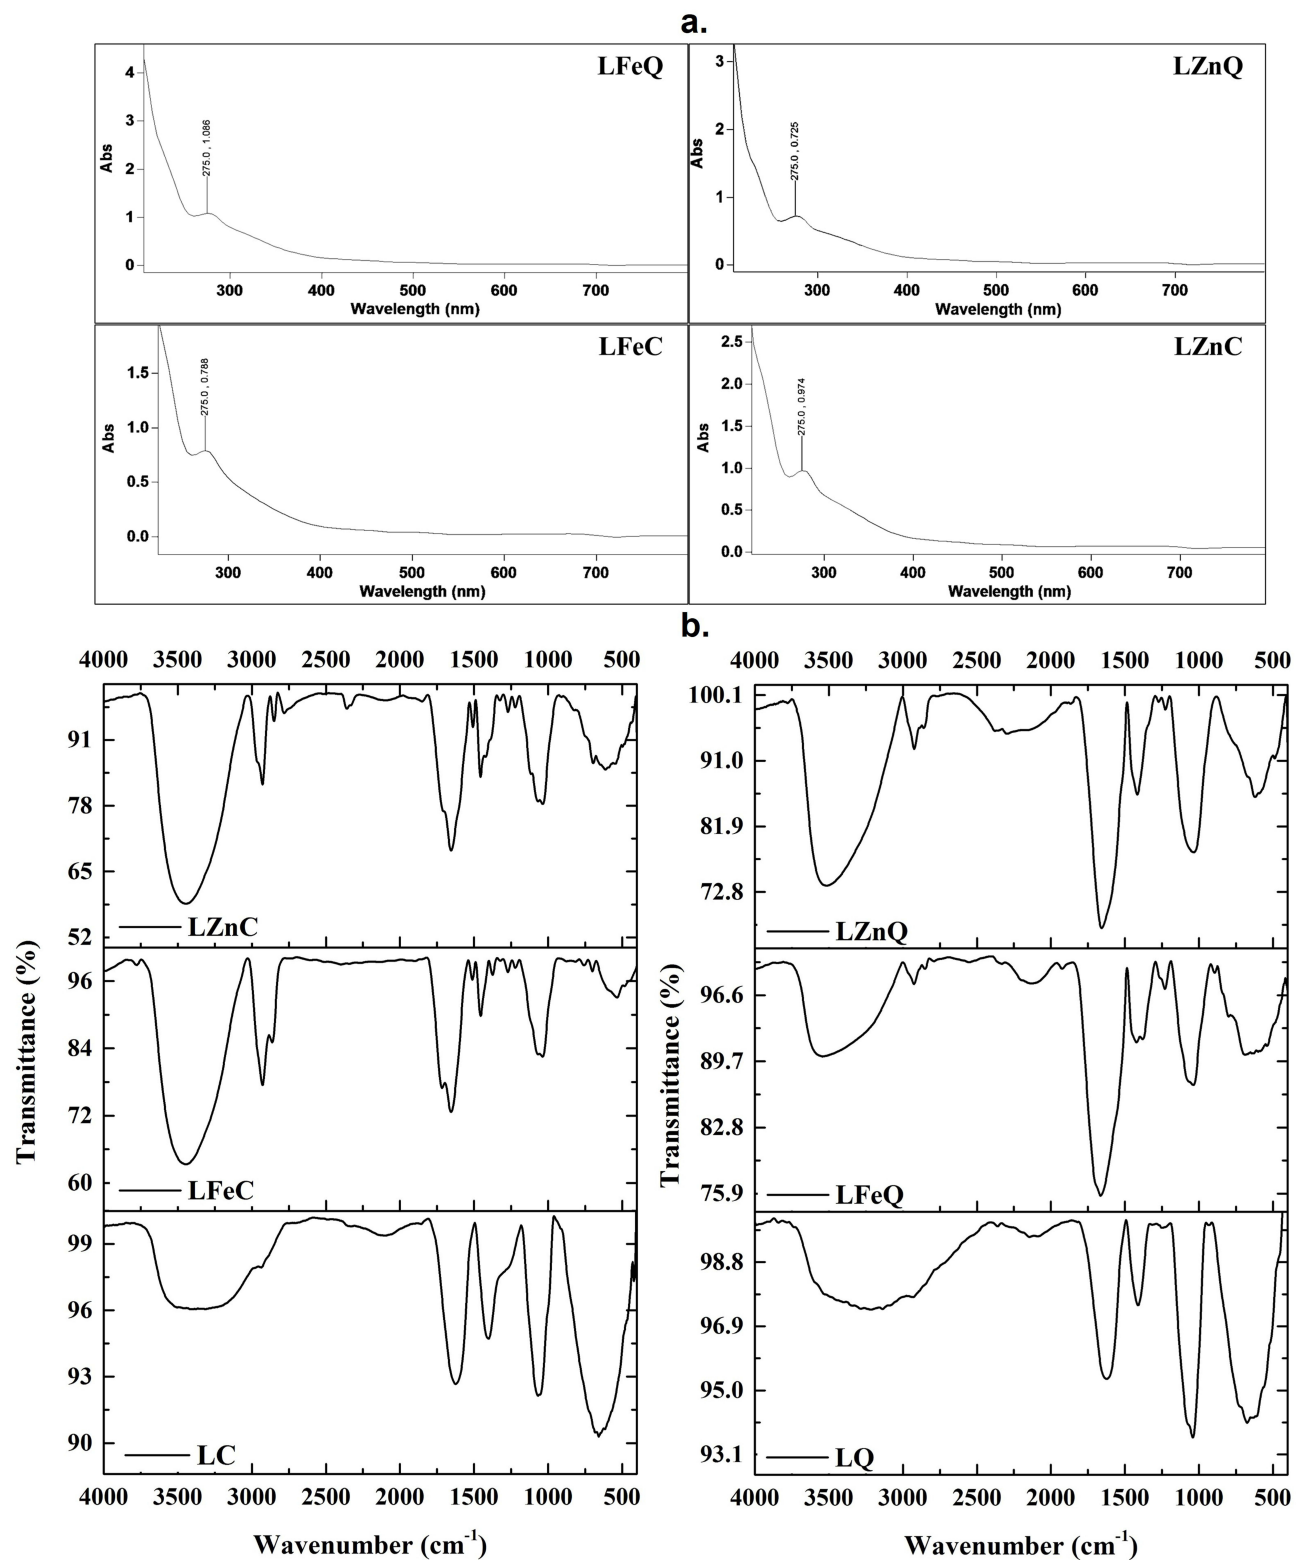 a.
LFeQ
4
3
2
1
0
Abs
275.0 , 1.086
300 400 500 600 700
Wavelength (nm)
LZnQ
3
2
1
0
Abs
275.0 , 0.725
300 400 500 600 700
Wavelength (nm)
LFeC
1.5
1.0
0.5
0.0
Abs
275.0 , 0.788
300 400 500 600 700
Wavelength (nm)
LZnC
2.5
2.0
1.5
1.0
0.5
0.0
Abs
275.0 , 0.974
300 400 500 600 700
Wavelength (nm)
b.
4000 3500 3000 2500 2000 1500 1000 500
91
78
65
52
LZnC
96
84
72
60
LFeC
99
96
93
90
LC
Transmittance (%)
4000 3500 3000 2500 2000 1500 1000 500
Wavenumber (cm-1)
4000 3500 3000 2500 2000 1500 1000 500
100.1
91.0
81.9
72.8
LZnQ
96.6
89.7
82.8
75.9
LFeQ
98.8
96.9
95.0
93.1
LQ
Transmittance (%)
4000 3500 3000 2500 2000 1500 1000 500
Wavenumber (cm-1)